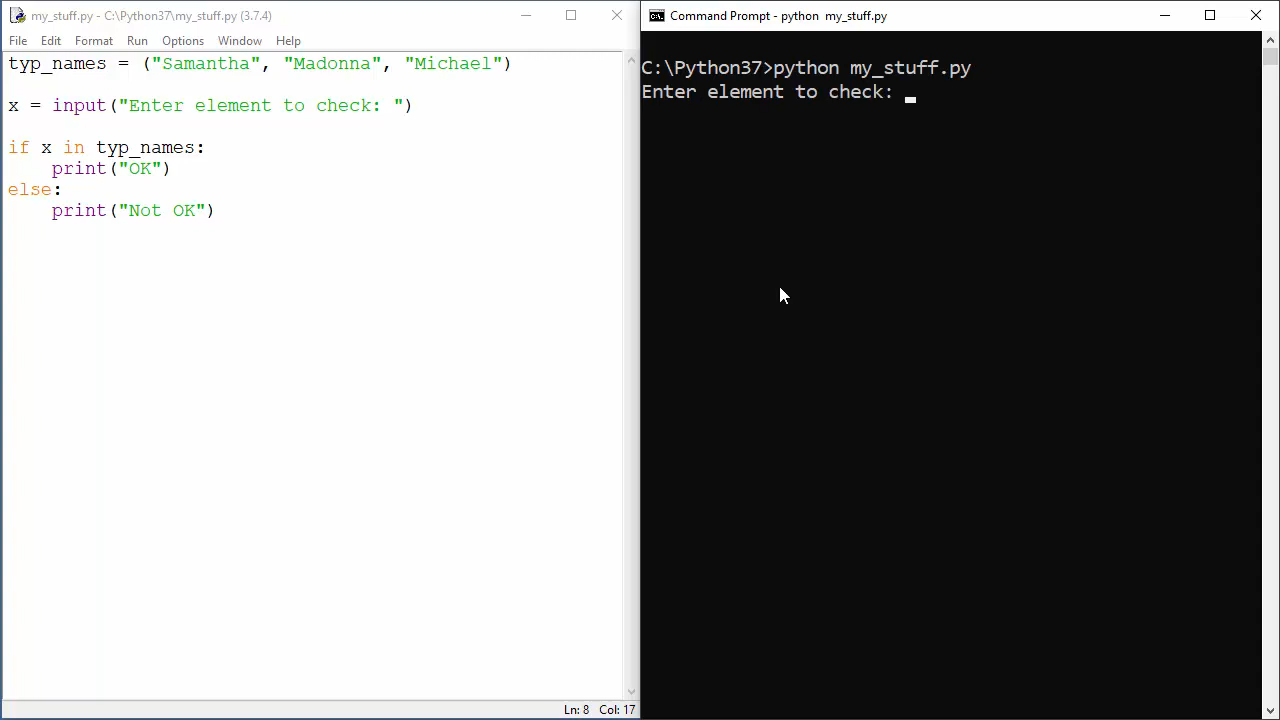 my_stuff.py - C:\Python37\my_stuff.py (3.7.4)
File Edit Format Run Options Window Help
typ_names = ("Samantha", "Madonna", "Michael")
x = input("Enter element to check: ")
if x in typ_names:
    print("OK")
else:
    print("Not OK")
Ln: 8 Col: 17
Command Prompt - python  my_stuff.py
C:\Python37>python my_stuff.py
Enter element to check: